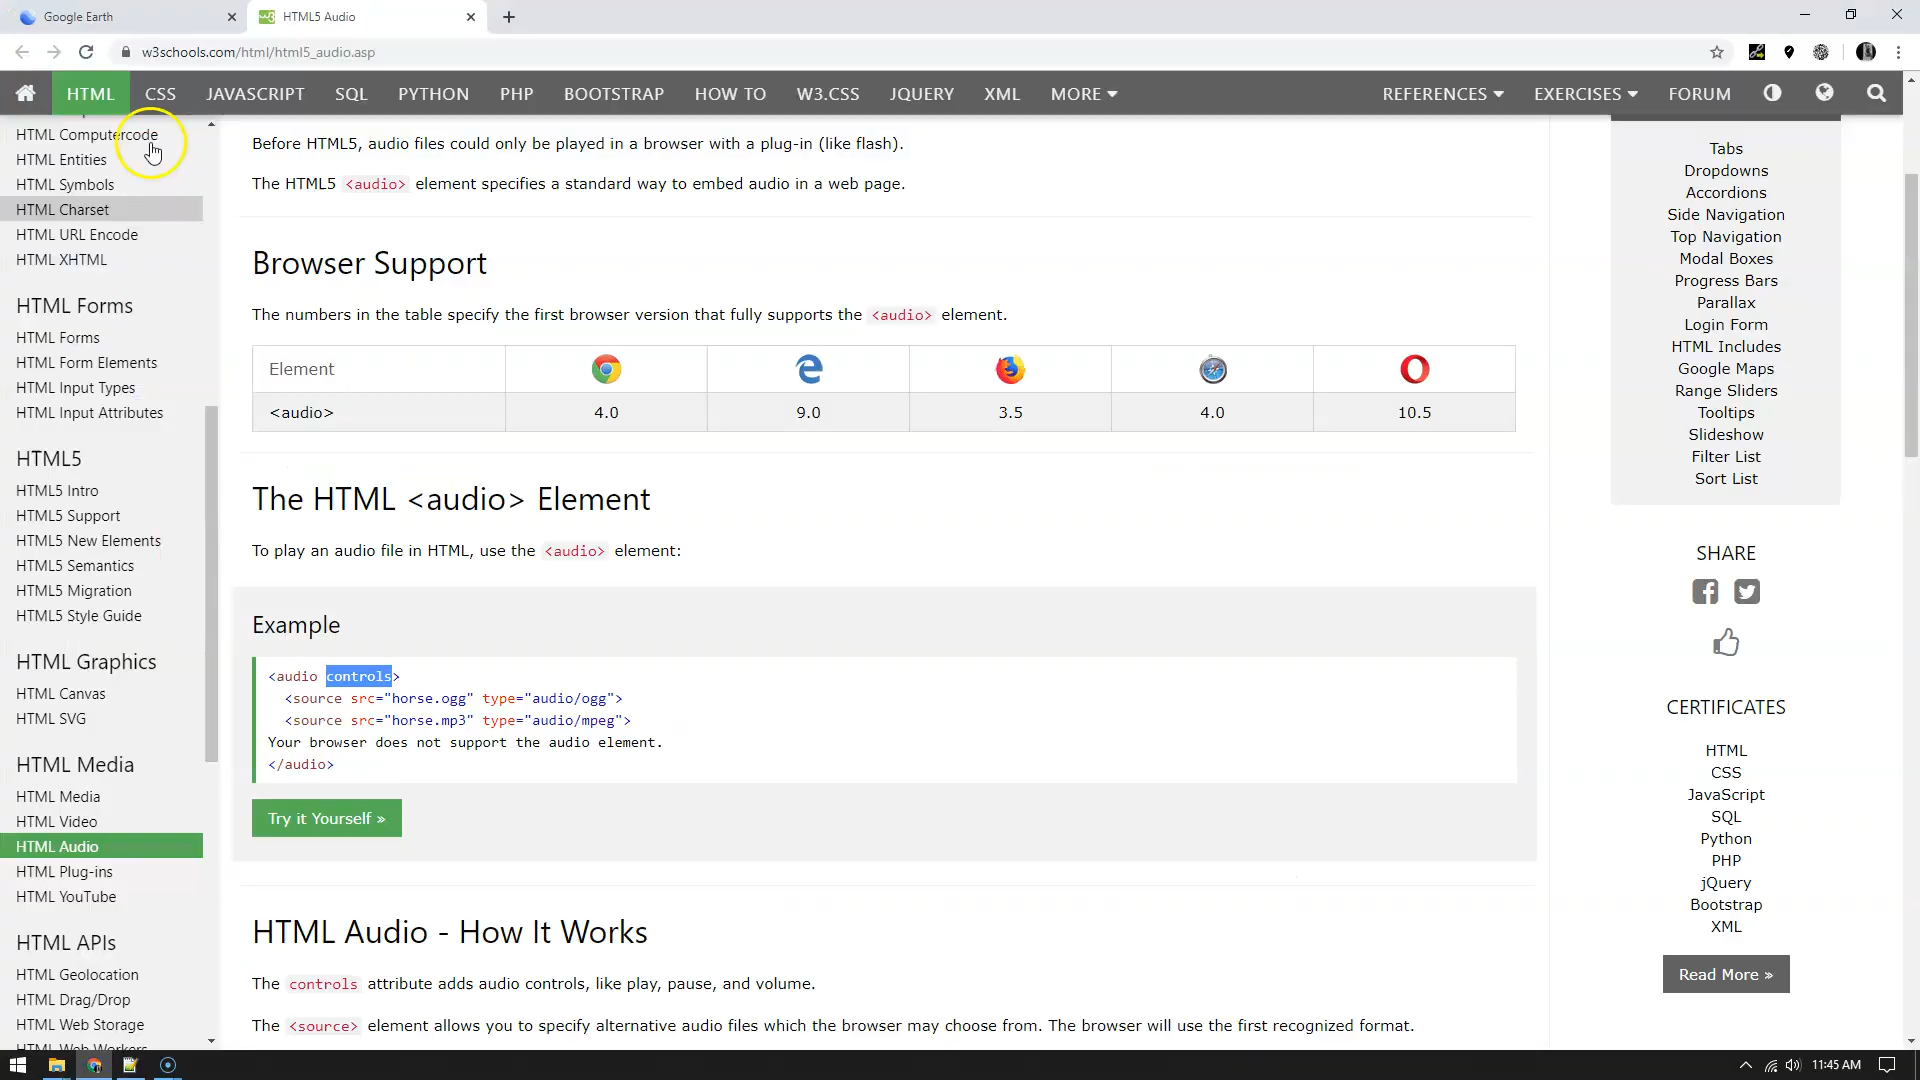 Google Earth
HTML5 Audio
w3schools.com/html/html5_audio.asp
HTML CSS JAVASCRIPT SQL PYTHON PHP BOOTSTRAP HOW TO W3.CSS JQUERY XML MORE REFERENCES EXERCISES FORUM
HTML Computercode
HTML Entities
HTML Symbols
HTML Charset
HTML URL Encode
HTML XHTML
HTML Forms
HTML Forms
HTML Form Elements
HTML Input Types
HTML Input Attributes
HTML5
HTML5 Intro
HTML5 Support
HTML5 New Elements
HTML5 Semantics
HTML5 Migration
HTML5 Style Guide
HTML Graphics
HTML Canvas
HTML SVG
HTML Media
HTML Media
HTML Video
HTML Audio
HTML Plug-ins
HTML YouTube
HTML APIs
HTML Geolocation
HTML Drag/Drop
HTML Web Storage
HTML Web Workers
Before HTML5, audio files could only be played in a browser with a plug-in (like flash).
The HTML5 <audio> element specifies a standard way to embed audio in a web page.
Browser Support
The numbers in the table specify the first browser version that fully supports the <audio> element.
Element
<audio> 4.0 9.0 3.5 4.0 10.5
The HTML <audio> Element
To play an audio file in HTML, use the <audio> element:
Example
<audio controls>
<source src="horse.ogg" type="audio/ogg">
<source src="horse.mp3" type="audio/mpeg">
Your browser does not support the audio element.
</audio>
Try it Yourself »
HTML Audio - How It Works
The controls attribute adds audio controls, like play, pause, and volume.
The <source> element allows you to specify alternative audio files which the browser may choose from. The browser will use the first recognized format.
Tabs
Dropdowns
Accordions
Side Navigation
Top Navigation
Modal Boxes
Progress Bars
Parallax
Login Form
HTML Includes
Google Maps
Range Sliders
Tooltips
Slideshow
Filter List
Sort List
SHARE
CERTIFICATES
HTML
CSS
JavaScript
SQL
Python
PHP
jQuery
Bootstrap
XML
Read More »
11:45 AM